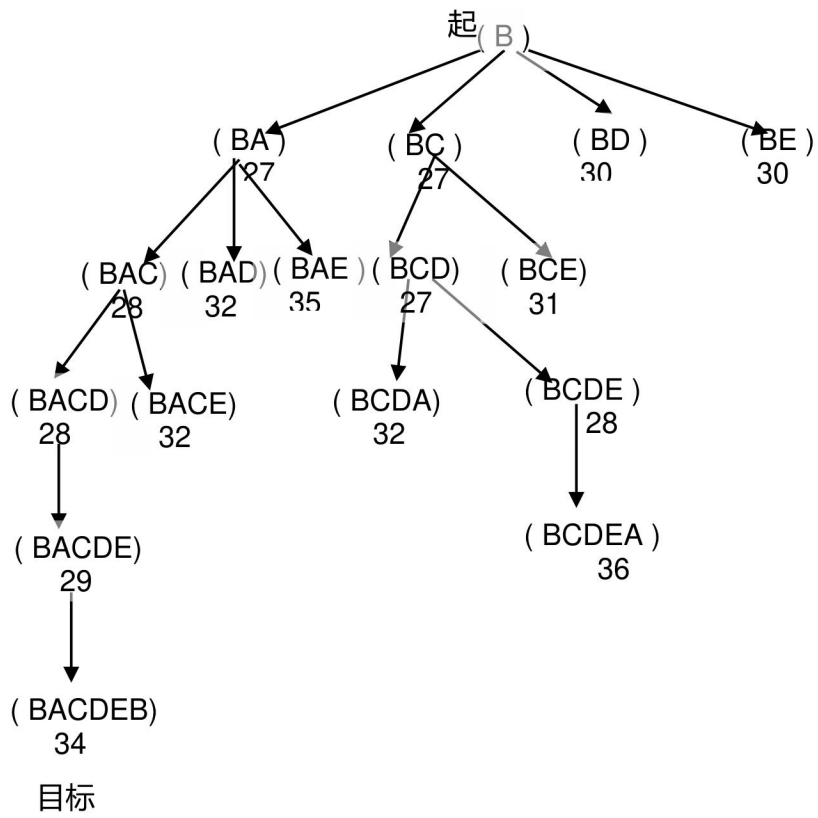 起( B )
( BA ) ( BC ) ( BD ) ( BE )
27 27 30 30
( BAC) ( BAD) ( BAE ) ( BCD) ( BCE)
28 32 35 27 31
( BACD) ( BACE) ( BCDA) ( BCDE )
28 32 32 28
( BACDE) ( BCDEA )
29 36
( BACDEB)
34
目标